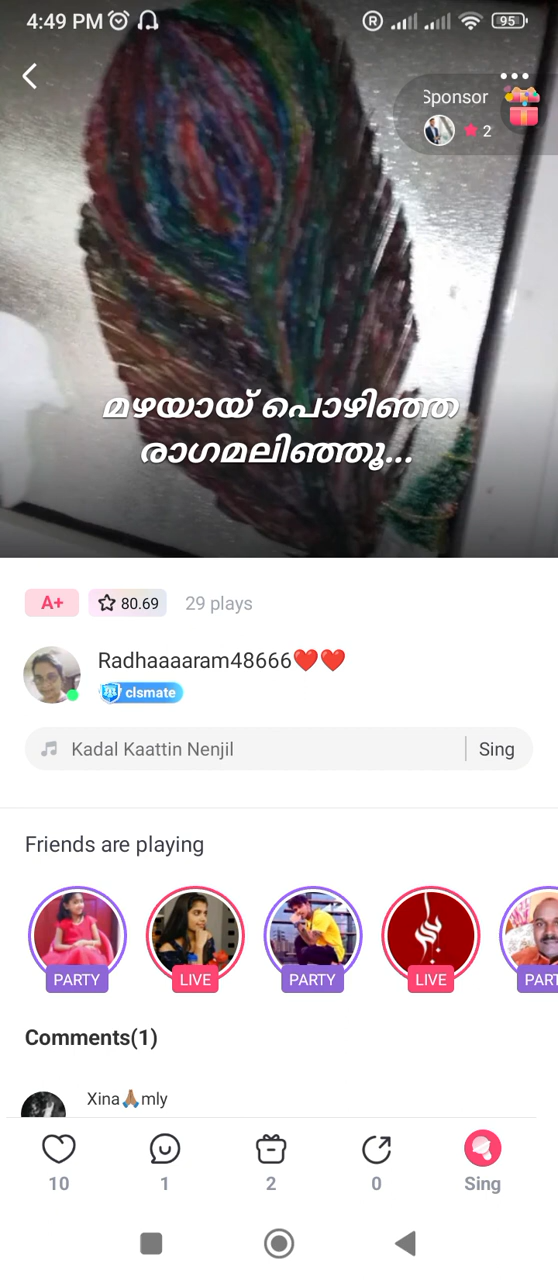 4:49 PM
R
95
Sponsor
2
മഴയായ് പൊഴിഞ്ഞ
രാഗമലിഞ്ഞൂ...
A+
80.69
29 plays
Radhaaaaram48666❤️❤️
clsmate
Kadal Kaattin Nenjil
Sing
Friends are playing
PARTY
LIVE
PARTY
LIVE
PART
Comments(1)
Xina🙏🏽mly
10
1
2
0
Sing